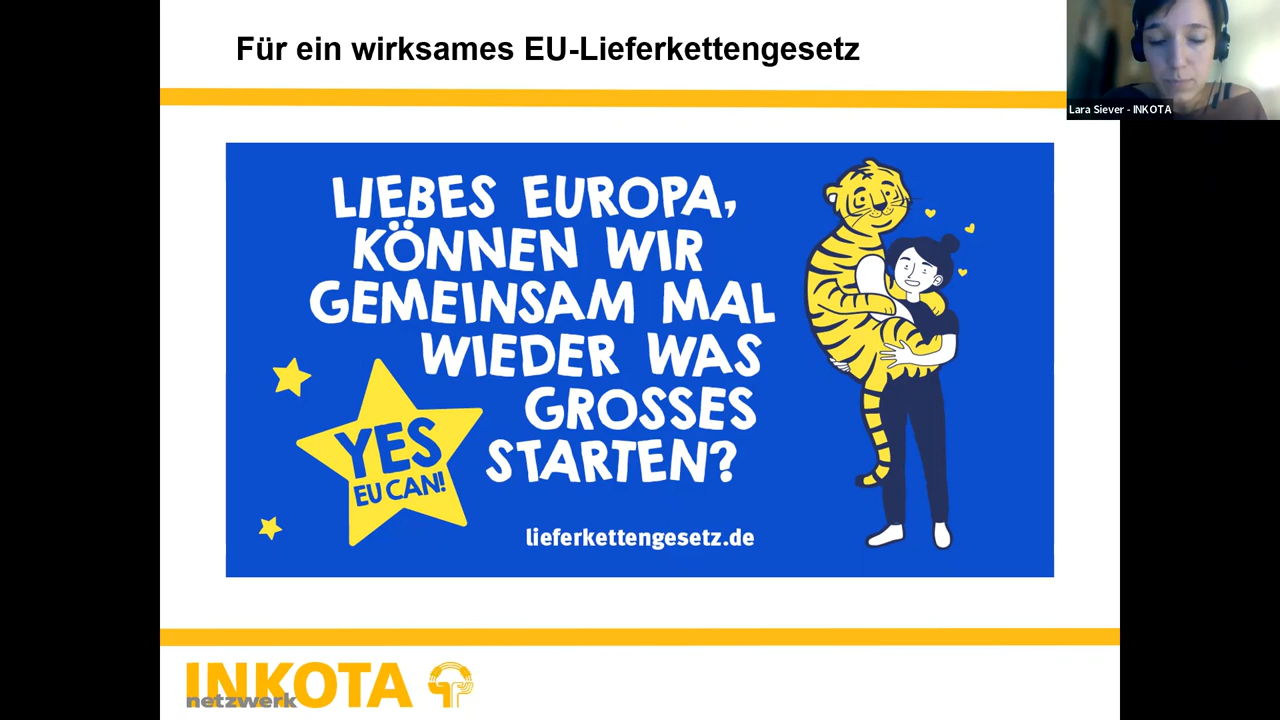 Für ein wirksames EU-Lieferkettengesetz
Lara Siever - INKOTA
LIEBES EUROPA,
KÖNNEN WIR
GEMEINSAM MAL
WIEDER WAS
GROSSES
STARTEN?
YES
EU CAN!
lieferkettengesetz.de
INKOTA
netzwerk